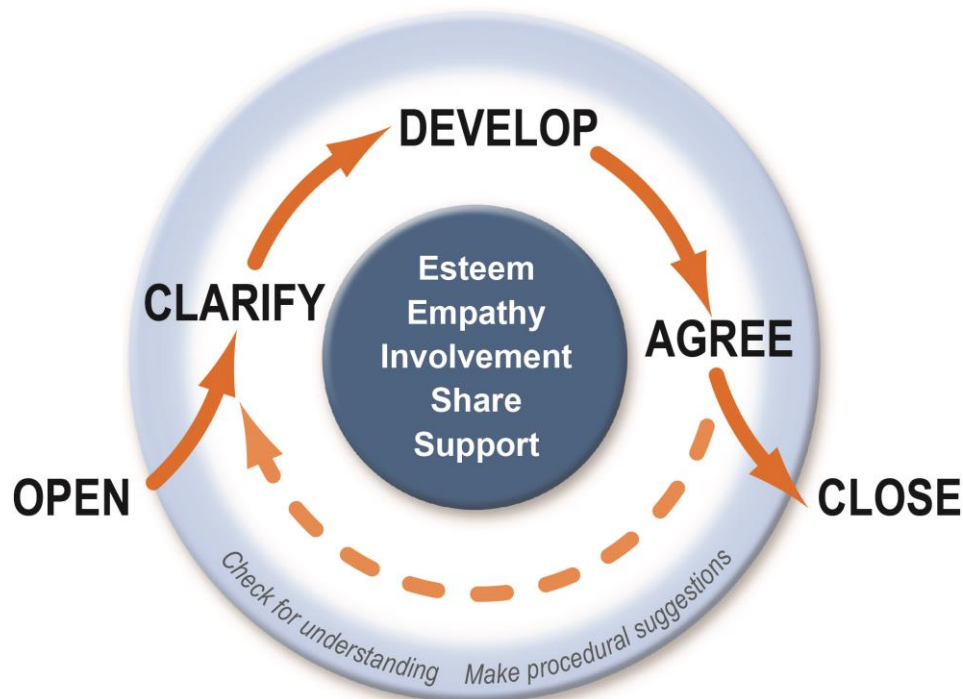 DEVELOP
CLARIFY
AGREE
OPEN
CLOSE
Esteem
Empathy
Involvement
Share
Support
Check for understanding
Make procedural suggestions